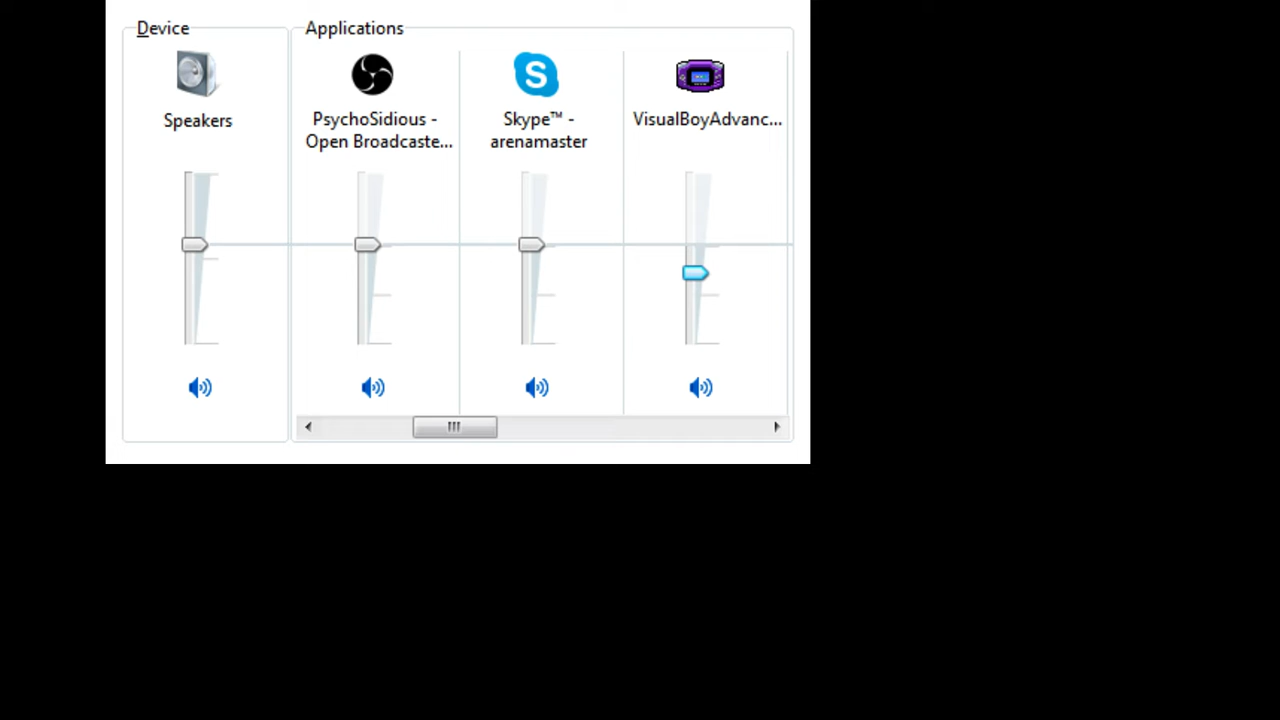 Device
Applications
Speakers
PsychoSidious -
Open Broadcaste...
Skype™ -
arenamaster
VisualBoyAdvanc...